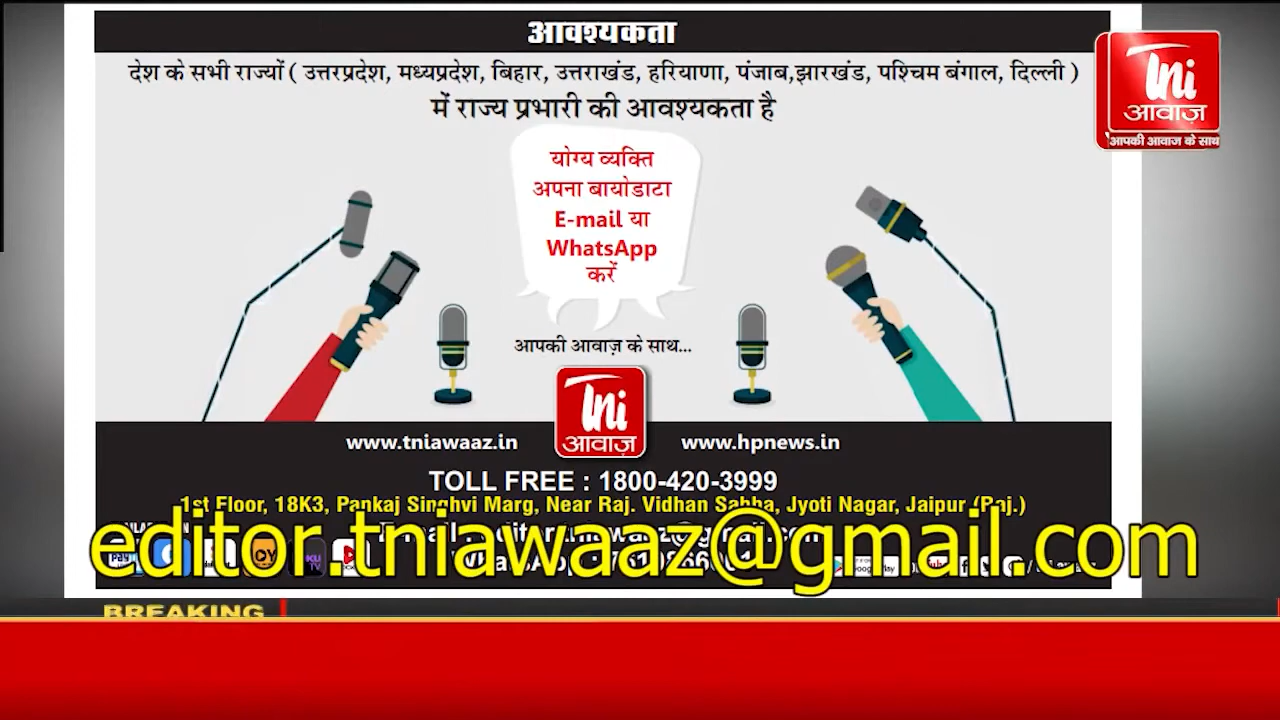 आवश्यकता
देश के सभी राज्यों ( उत्तरप्रदेश, मध्यप्रदेश, बिहार, उत्तराखंड, हरियाणा, पंजाब,झारखंड, पश्चिम बंगाल, दिल्ली )
में राज्य प्रभारी की आवश्यकता है
Tni
आवाज़
आपकी आवाज के साथ
योग्य व्यक्ति
अपना बायोडाटा
E-mail या
WhatsApp
करें
आपकी आवाज़ के साथ...
Tni
आवाज़
www.tniawaaz.in
www.hpnews.in
TOLL FREE : 1800-420-3999
1st Floor, 18K3, Pankaj Singhvi Marg, Near Raj. Vidhan Sabha, Jyoti Nagar, Jaipur (Raj.)
editor.tniawaaz@gmail.com
BREAKING